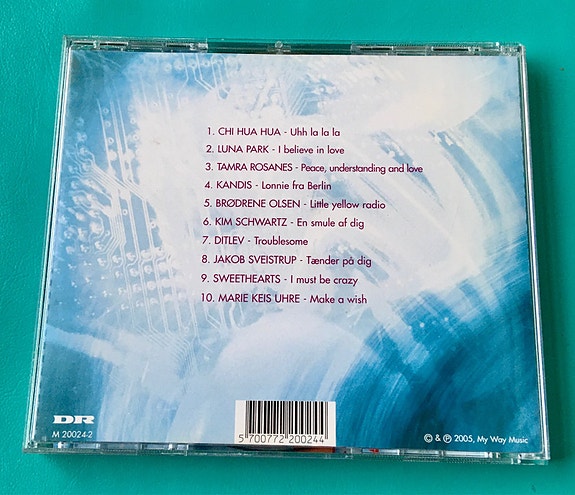 1. CHI HUA HUA - Uhh la la la
2. LUNA PARK - I believe in love
3. TAMRA ROSANES - Peace, understanding and love
4. KANDIS - Lonnie fra Berlin
5. BRØDRENE OLSEN - Little yellow radio
6. KIM SCHWARTZ - En smule af dig
7. DITLEV - Troublesome
8. JAKOB SVEISTRUP - Tænder på dig
9. SWEETHEARTS - I must be crazy
10. MARIE KEIS UHRE - Make a wish
DR
M 20024-2
5 700772 200244
© & ℗ 2005, My Way Music